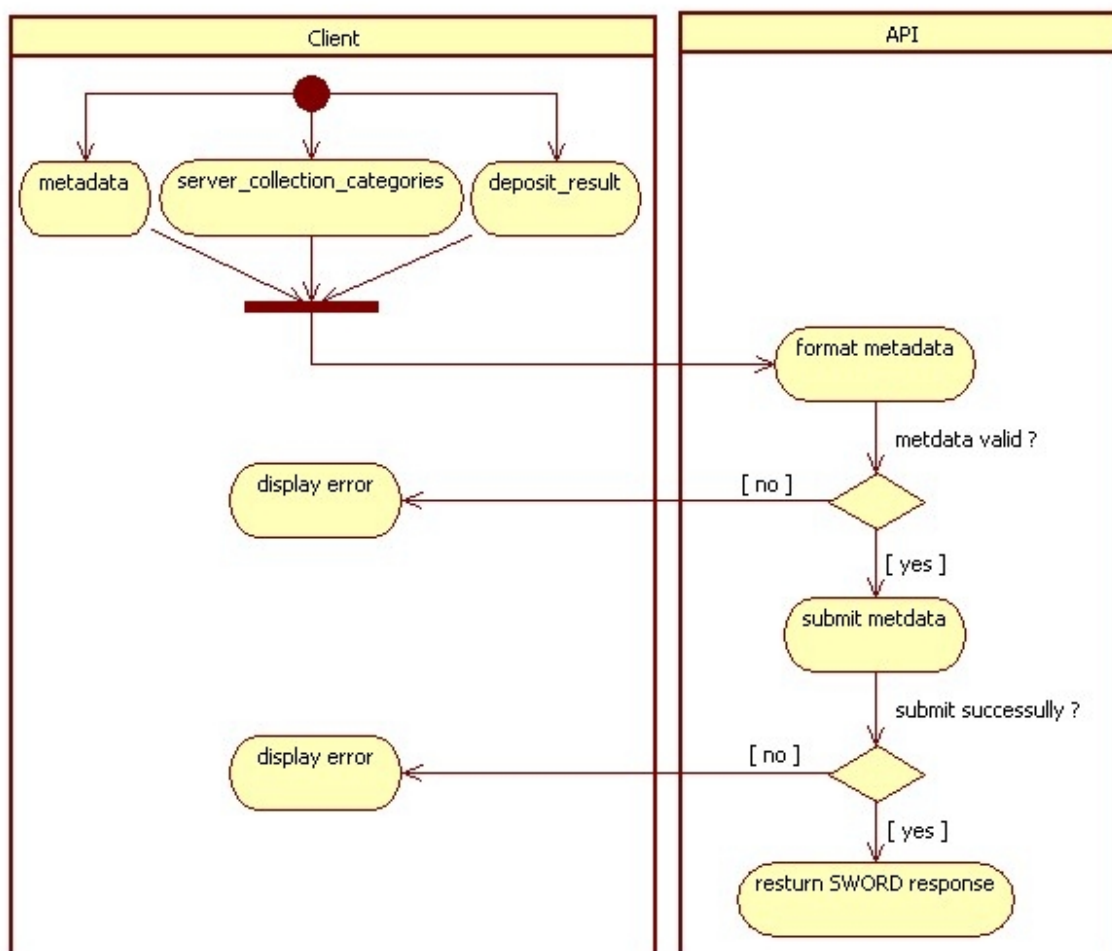 Client
API
metadata
server_collection_categories
deposit_result
format metadata
metdata valid ?
display error
[ no ]
[ yes ]
submit metdata
submit successully ?
display error
[ no ]
[ yes ]
resturn SWORD response